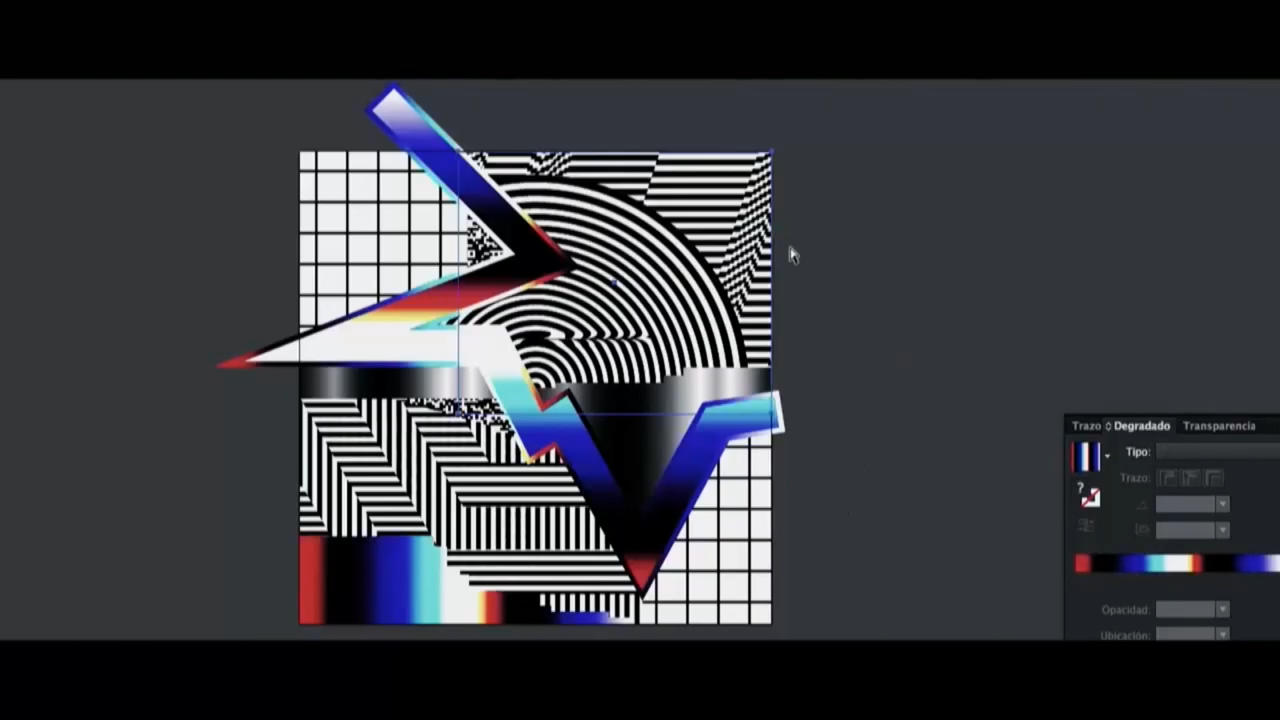 Trazo Degradado Transparencia
Tipo:
Trazo:
?
Opacidad:
Ubicación: